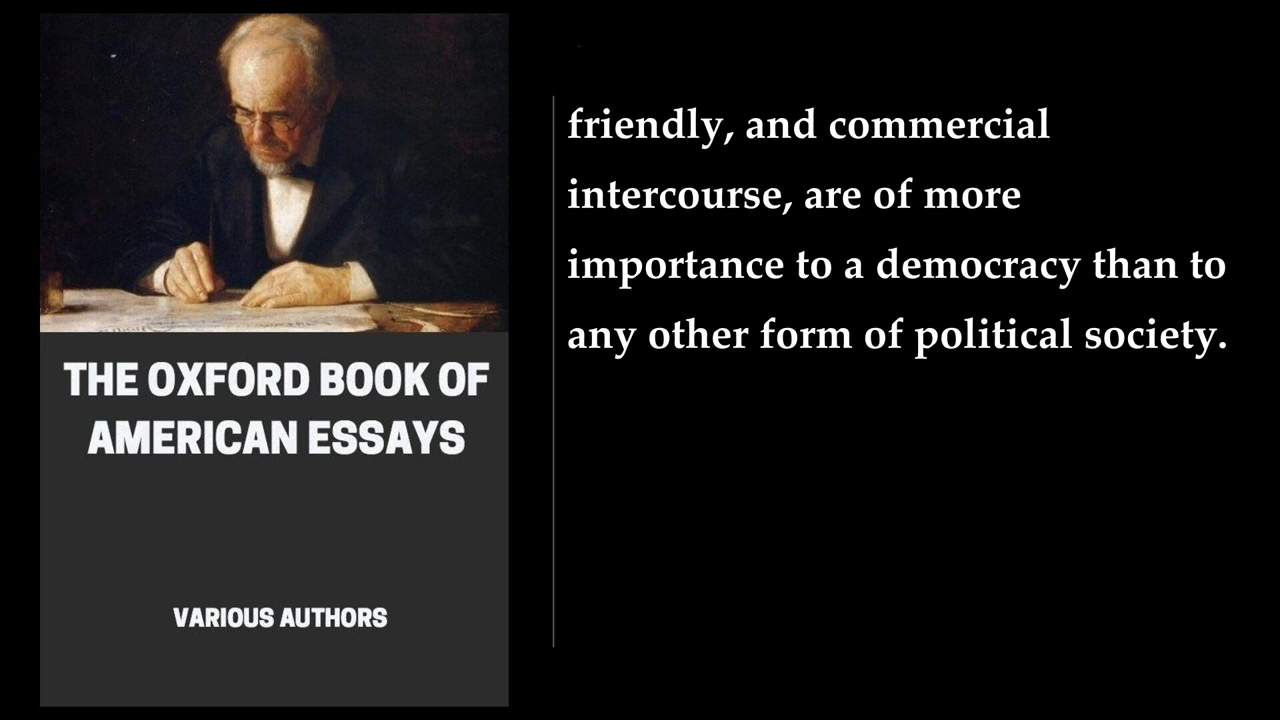 THE OXFORD BOOK OF
AMERICAN ESSAYS
VARIOUS AUTHORS
friendly, and commercial
intercourse, are of more
importance to a democracy than to
any other form of political society.